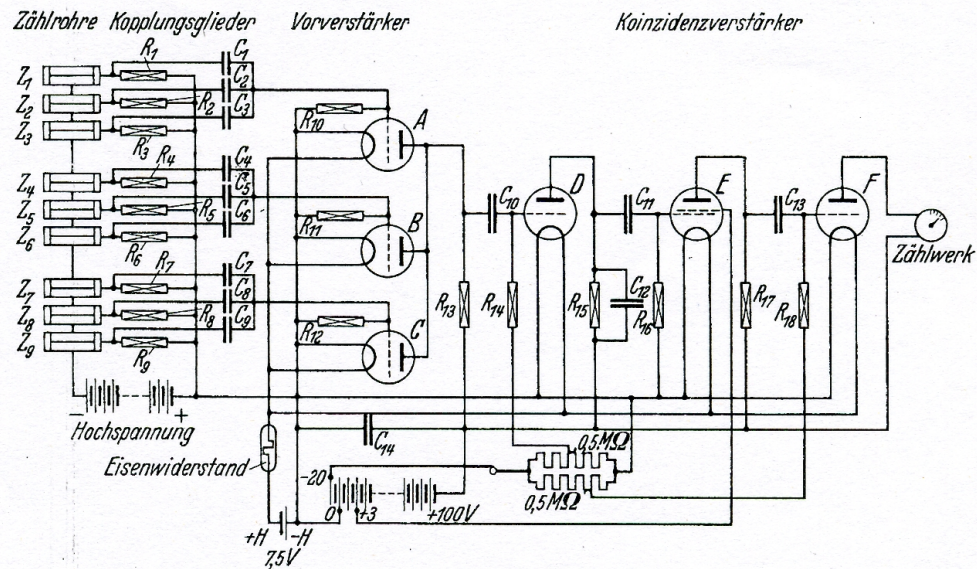 Zählrohre Kopplungsglieder Vorverstärker Koinzidenzverstärker
Z1 R1 C1
Z2 R2 C2
Z3 R3 C3
Z4 R4 C4
Z5 R5 C5
Z6 R6 C6
Z7 R7 C7
Z8 R8 C8
Z9 R9 C9
R10 A
R11 B
R12 C
C10 D C11 E C13 F
Zählwerk
R13 R14 R15 C12 R16 R17 R18
- +
Hochspannung
Eisenwiderstand
C14
-20
0 +3 +100V
0,5MΩ
0,5MΩ
+H -H
7,5V